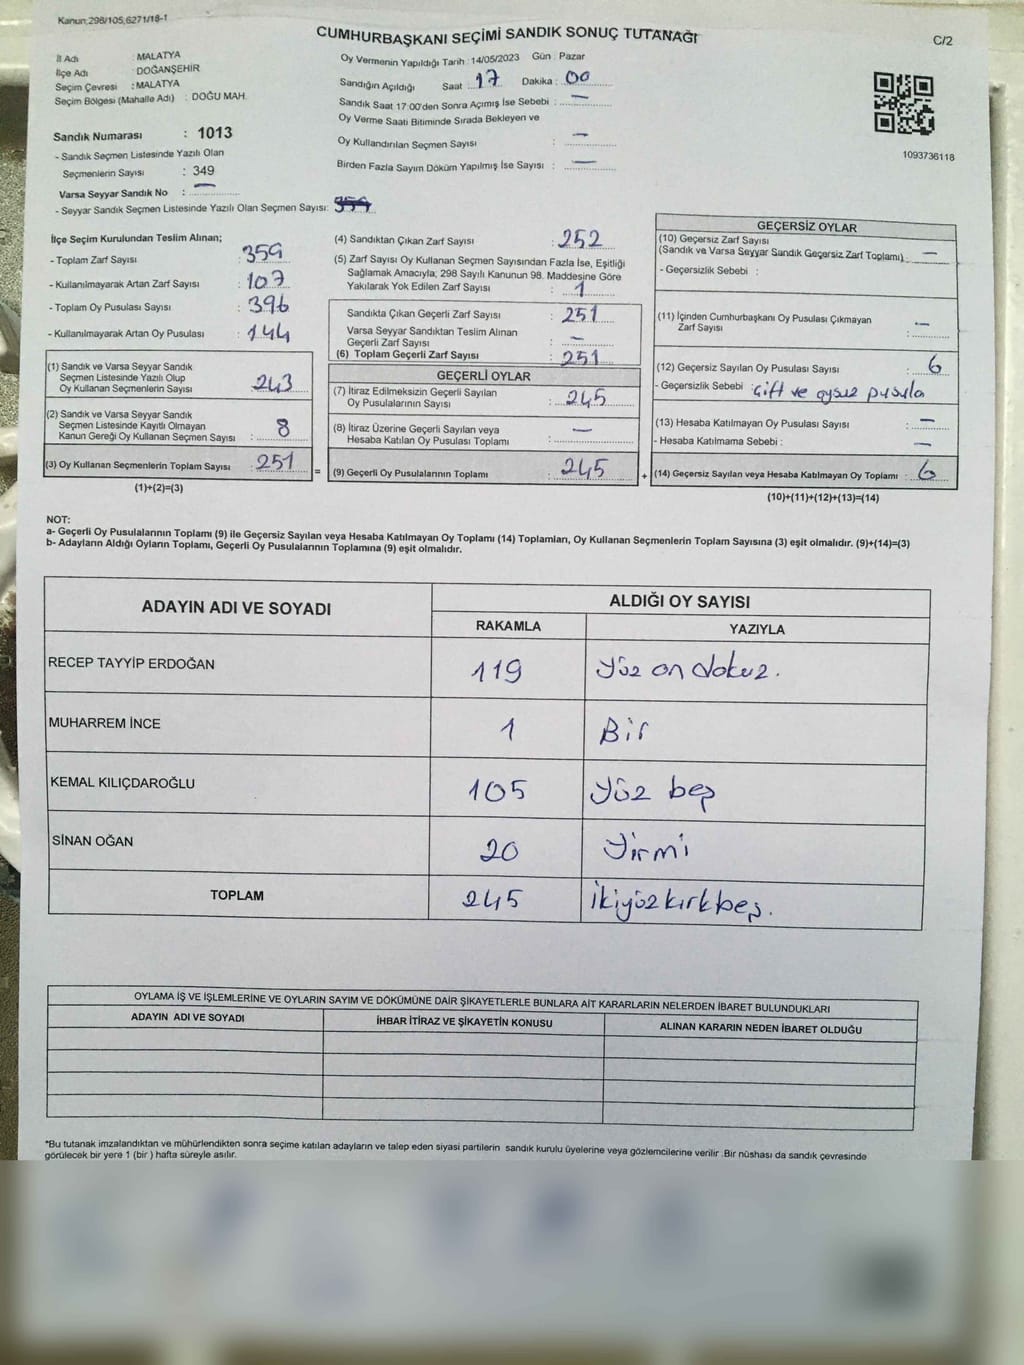 Kanun;298/105,6271/18-1
CUMHURBAŞKANI SEÇİMİ SANDIK SONUÇ TUTANAĞI
C/2
İl Adı : MALATYA
İlçe Adı : DOĞANŞEHİR
Seçim Çevresi : MALATYA
Seçim Bölgesi (Mahalle Adı) : DOĞU MAH.
Sandık Numarası : 1013
- Sandık Seçmen Listesinde Yazılı Olan
Seçmenlerin Sayısı : 349
Varsa Seyyar Sandık No : —
- Seyyar Sandık Seçmen Listesinde Yazılı Olan Seçmen Sayısı:
Oy Vermenin Yapıldığı Tarih : 14/05/2023 Gün : Pazar
Sandığın Açıldığı Saat : 17 Dakika : 00
Sandık Saat 17:00'den Sonra Açımış İse Sebebi : —
Oy Verme Saati Bitiminde Sırada Bekleyen ve
Oy Kullandırılan Seçmen Sayısı : —
Birden Fazla Sayım Döküm Yapılmış İse Sayısı : —
1093736118
İlçe Seçim Kurulundan Teslim Alınan;
- Toplam Zarf Sayısı : 359
- Kullanılmayarak Artan Zarf Sayısı : 107
- Toplam Oy Pusulası Sayısı : 396
- Kullanılmayarak Artan Oy Pusulası : 144
(1) Sandık ve Varsa Seyyar Sandık
Seçmen Listesinde Yazılı Olup
Oy Kullanan Seçmenlerin Sayısı : 243
(2) Sandık ve Varsa Seyyar Sandık
Seçmen Listesinde Kayıtlı Olmayan
Kanun Gereği Oy Kullanan Seçmen Sayısı : 8
(3) Oy Kullanan Seçmenlerin Toplam Sayısı : 251
(1)+(2)=(3)
=
(4) Sandıktan Çıkan Zarf Sayısı : 252
(5) Zarf Sayısı Oy Kullanan Seçmen Sayısından Fazla İse, Eşitliği
Sağlamak Amacıyla; 298 Sayılı Kanunun 98. Maddesine Göre
Yakılarak Yok Edilen Zarf Sayısı : 1
Sandıkta Çıkan Geçerli Zarf Sayısı : 251
Varsa Seyyar Sandıktan Teslim Alınan
Geçerli Zarf Sayısı : —
(6) Toplam Geçerli Zarf Sayısı : 251
GEÇERLİ OYLAR
(7) İtiraz Edilmeksizin Geçerli Sayılan
Oy Pusulalarının Sayısı : 245
(8) İtiraz Üzerine Geçerli Sayılan veya
Hesaba Katılan Oy Pusulası Toplamı : —
(9) Geçerli Oy Pusulalarının Toplamı : 245
+
GEÇERSİZ OYLAR
(10) Geçersiz Zarf Sayısı
(Sandık ve Varsa Seyyar Sandık Geçersiz Zarf Toplamı) : —
- Geçersizlik Sebebi :
(11) İçinden Cumhurbaşkanı Oy Pusulası Çıkmayan
Zarf Sayısı : —
(12) Geçersiz Sayılan Oy Pusulası Sayısı : 6
- Geçersizlik Sebebi : Çift ve oysuz pusula
(13) Hesaba Katılmayan Oy Pusulası Sayısı : —
- Hesaba Katılmama Sebebi : —
(14) Geçersiz Sayılan veya Hesaba Katılmayan Oy Toplamı : 6
(10)+(11)+(12)+(13)=(14)
NOT:
a- Geçerli Oy Pusulalarının Toplamı (9) ile Geçersiz Sayılan veya Hesaba Katılmayan Oy Toplamı (14) Toplamları, Oy Kullanan Seçmenlerin Toplam Sayısına (3) eşit olmalıdır. (9)+(14)=(3)
b- Adayların Aldığı Oyların Toplamı, Geçerli Oy Pusulalarının Toplamına (9) eşit olmalıdır.
ADAYIN ADI VE SOYADI
ALDIĞI OY SAYISI
RAKAMLA YAZIYLA
RECEP TAYYİP ERDOĞAN 119 Yüz on dokuz.
MUHARREM İNCE 1 Bir
KEMAL KILIÇDAROĞLU 105 Yüz beş
SİNAN OĞAN 20 Yirmi
TOPLAM 245 İkiyüzkırkbeş.
OYLAMA İŞ VE İŞLEMLERİNE VE OYLARIN SAYIM VE DÖKÜMÜNE DAİR ŞİKAYETLERLE BUNLARA AİT KARARLARIN NELERDEN İBARET BULUNDUKLARI
ADAYIN ADI VE SOYADI İHBAR İTİRAZ VE ŞİKAYETİN KONUSU ALINAN KARARIN NEDEN İBARET OLDUĞU
*Bu tutanak imzalandıktan ve mühürlendikten sonra seçime katılan adayların ve talep eden siyasi partilerin sandık kurulu üyelerine veya gözlemcilerine verilir .Bir nüshası da sandık çevresinde
görülecek bir yere 1 (bir ) hafta süreyle asılır.